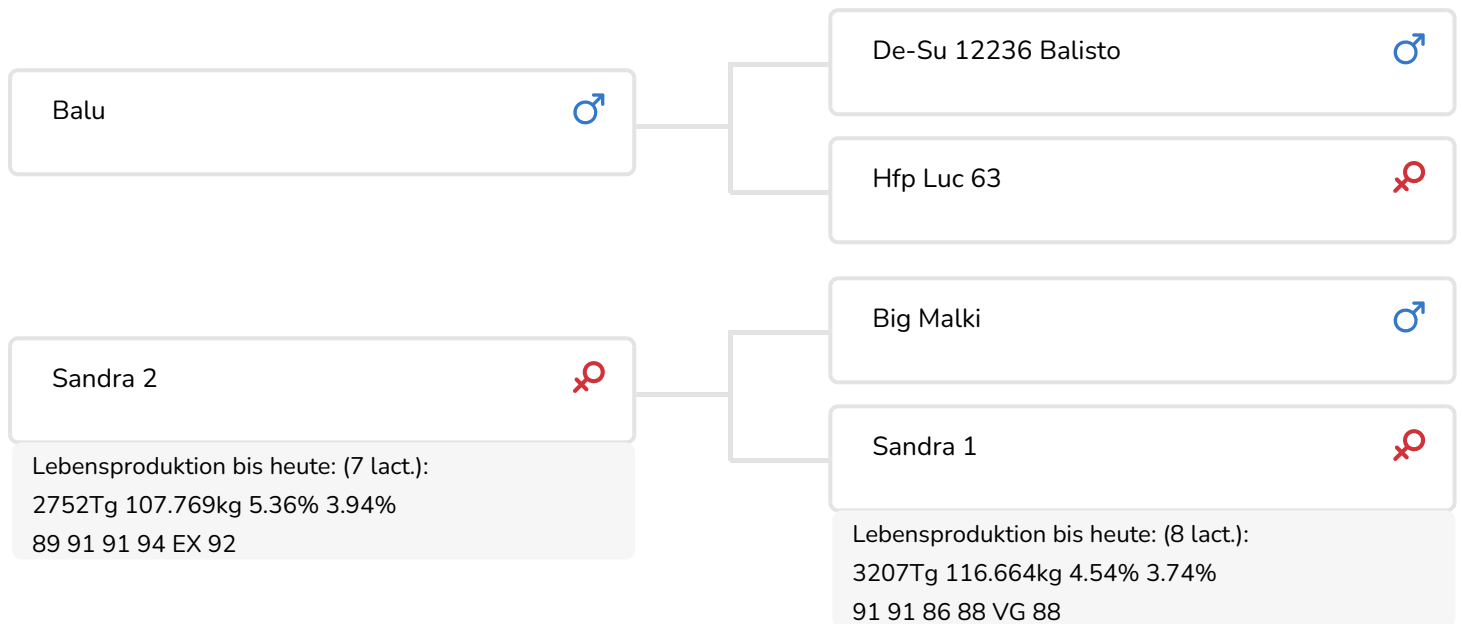 De-Su 12236 Balisto
Balu
Hfp Luc 63
Big Malki
Sandra 2
Sandra 1
Lebensproduktion bis heute: (7 lact.):
2752Tg 107.769kg 5.36% 3.94%
89 91 91 94 EX 92
Lebensproduktion bis heute: (8 lact.):
3207Tg 116.664kg 4.54% 3.74%
91 91 86 88 VG 88